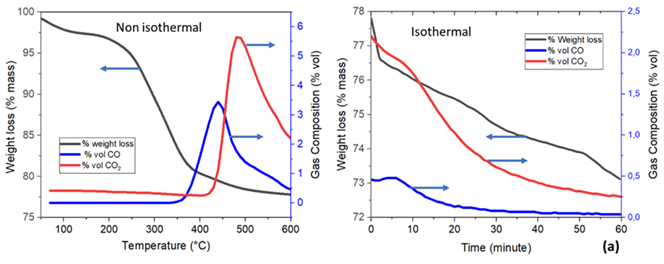 Non isothermal
Weight loss (% mass)
100
95
90
85
80
75
% weight loss
% vol CO
% vol CO₂
6
5
4
3
2
1
0
Gas Composition (% vol)
100 200 300 400 500 600
Temperature (°C)
Isothermal
Weight loss (% mass)
78
77
76
75
74
73
72
% Weight loss
% vol CO
% vol CO₂
2,5
2,0
1,5
1,0
0,5
0,0
Gas Composition (% vol)
0 10 20 30 40 50 60
Time (minute)
(a)